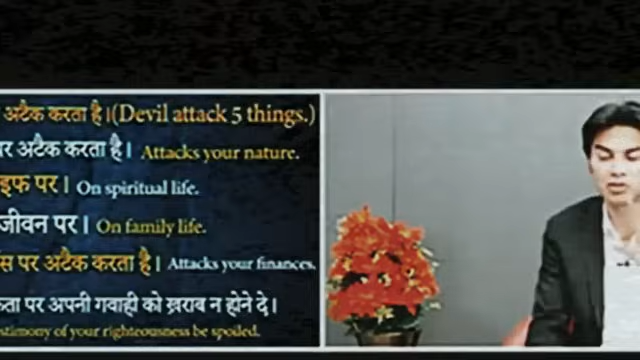 अटैक करता है।(Devil attack 5 things.)
पर अटैक करता है। Attacks your nature.
इफ पर। On spiritual life.
जीवन पर। On family life.
पर अटैक करता है। Attacks your finances.
पर अपनी गवाही को ख़राब न होने दे।
of your righteousness be spoiled.